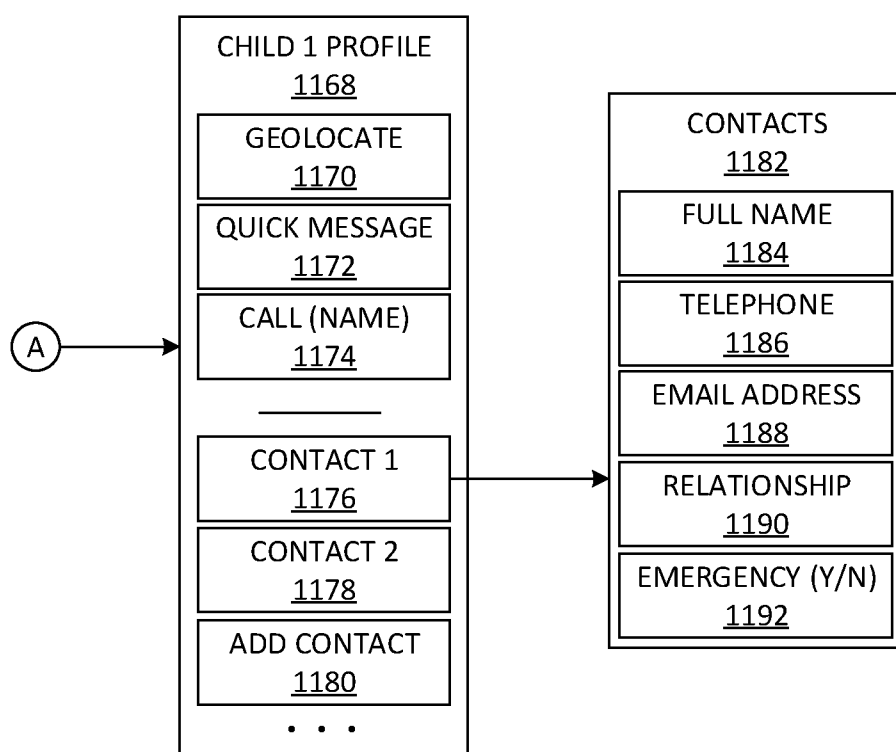 A
CHILD 1 PROFILE
1168
GEOLOCATE
1170
QUICK MESSAGE
1172
CALL (NAME)
1174
CONTACT 1
1176
CONTACT 2
1178
ADD CONTACT
1180
. . .
CONTACTS
1182
FULL NAME
1184
TELEPHONE
1186
EMAIL ADDRESS
1188
RELATIONSHIP
1190
EMERGENCY (Y/N)
1192